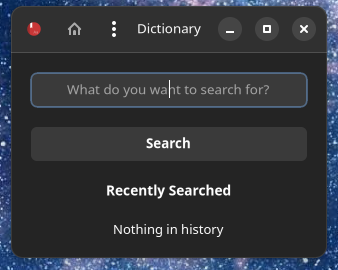 Dictionary
What do you want to search for?
Search
Recently Searched
Nothing in history